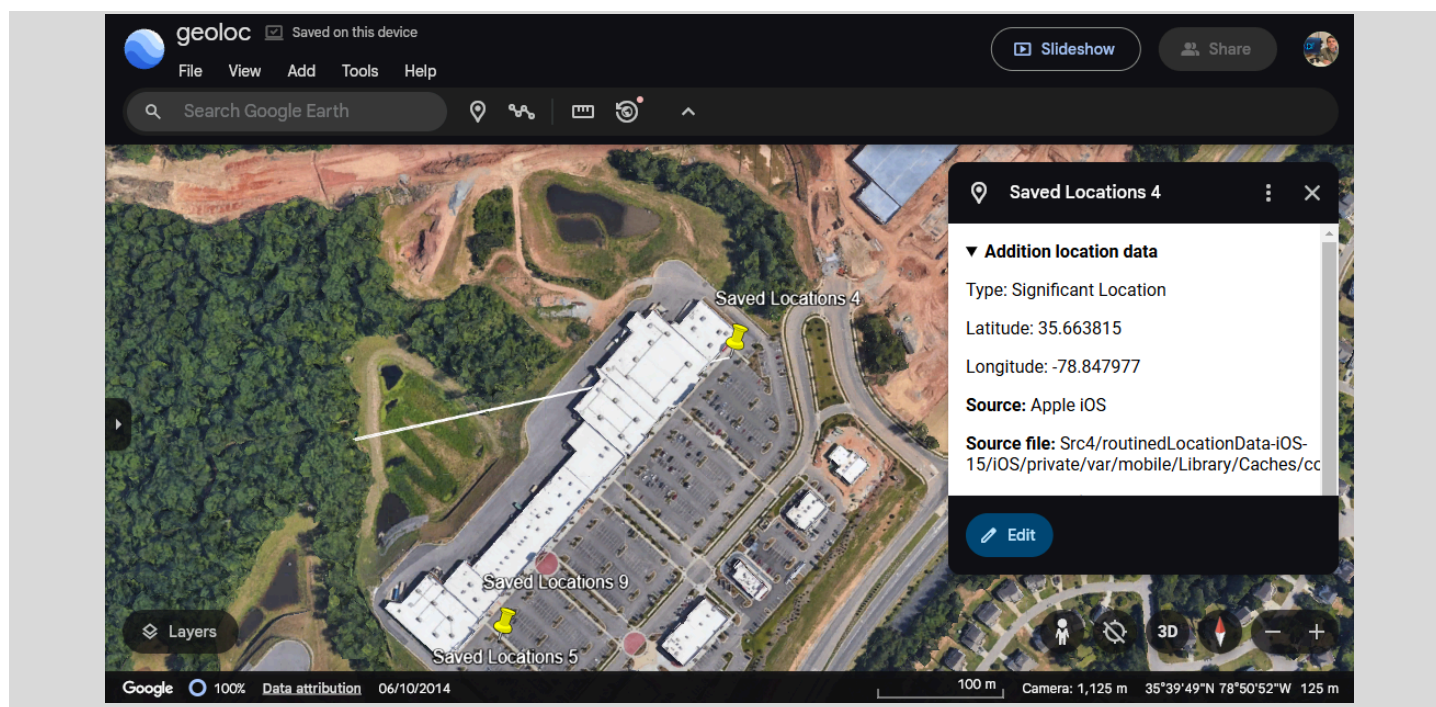 geoloc Saved on this device
Slideshow
Share
File View Add Tools Help
Search Google Earth
Saved Locations 4
Addition location data
Type: Significant Location
Latitude: 35.663815
Longitude: -78.847977
Source: Apple iOS
Source file: Src4/routinedLocationData-iOS-
15/iOS/private/var/mobile/Library/Caches/cc
Edit
Saved Locations 4
Saved Locations 9
Saved Locations 5
Layers
3D
Google 100% Data attribution 06/10/2014
100 m Camera: 1,125 m 35°39'49"N 78°50'52"W 125 m